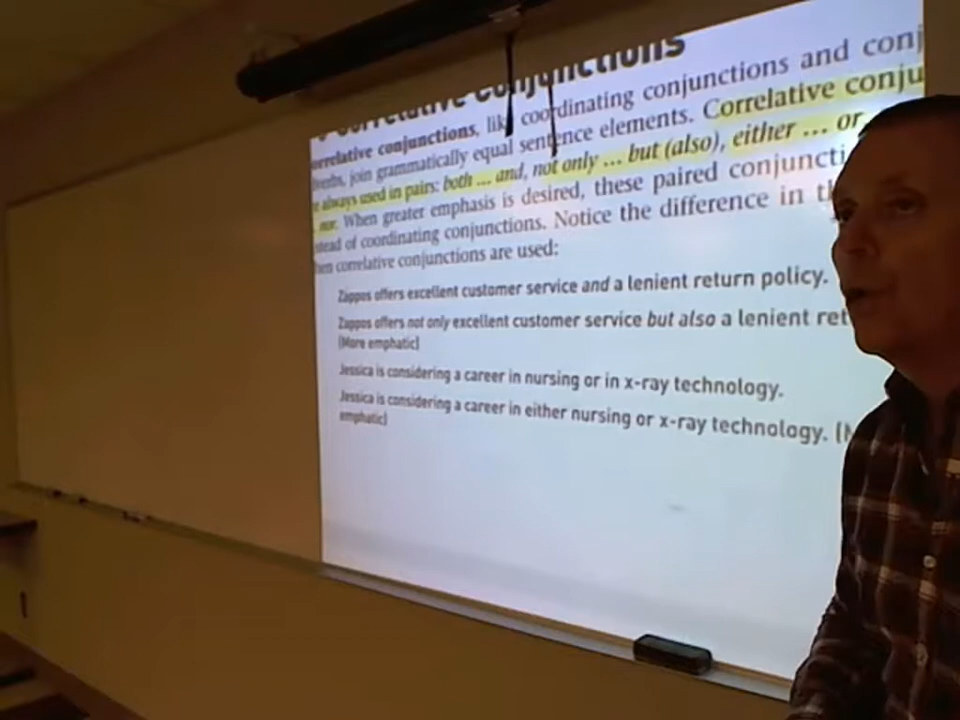 Correlative Conjunctions
orrelative conjunctions, like coordinating conjunctions and conj
verbs, join grammatically equal sentence elements. Correlative conju
e always used in pairs: both ... and, not only ... but (also), either ... or
nor. When greater emphasis is desired, these paired conjuncti
stead of coordinating conjunctions. Notice the difference in th
hen correlative conjunctions are used:
Zappos offers excellent customer service and a lenient return policy.
Zappos offers not only excellent customer service but also a lenient ret
(More emphatic)
Jessica is considering a career in nursing or in x-ray technology.
Jessica is considering a career in either nursing or x-ray technology. (M
emphatic)